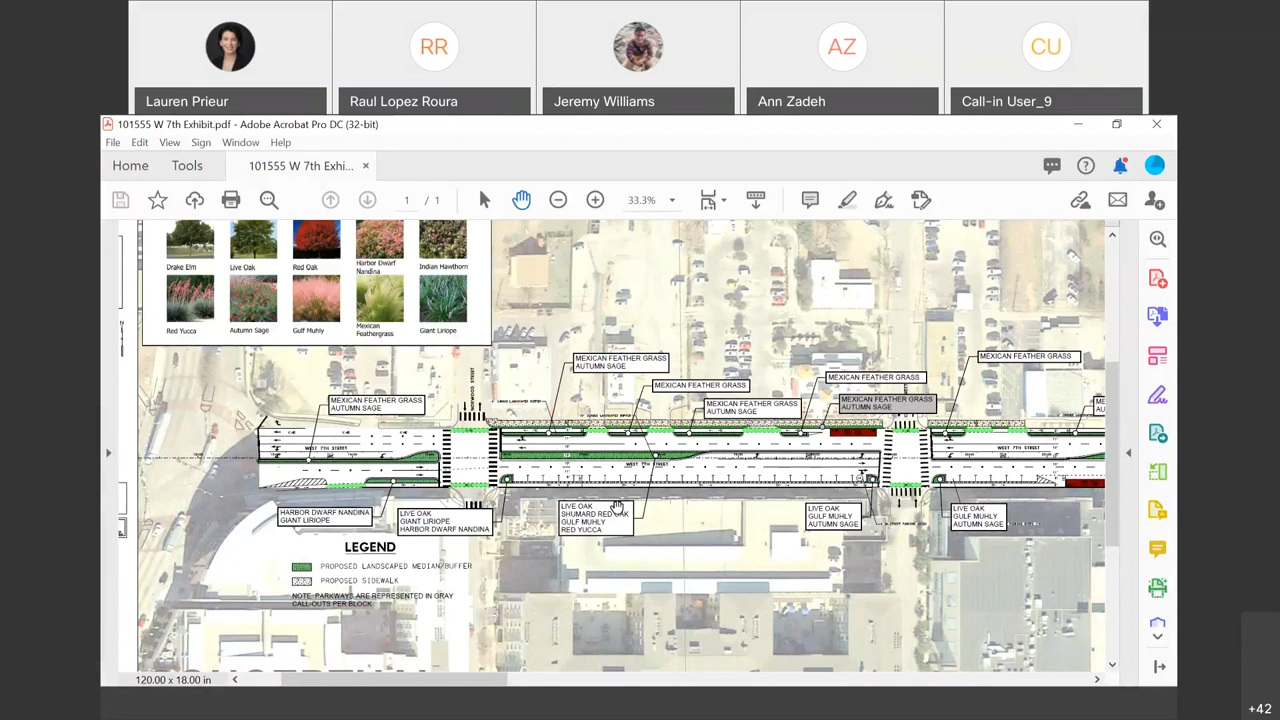 RR
AZ
CU
Lauren Prieur
Raul Lopez Roura
Jeremy Williams
Ann Zadeh
Call-in User_9
101555 W 7th Exhibit.pdf - Adobe Acrobat Pro DC (32-bit)
File Edit View Sign Window Help
Home Tools 101555 W 7th Exhi... ×
1 / 1 33.3%
Drake Elm
Live Oak
Red Oak
Harbor Dwarf
Nandina
Indian Hawthorn
Red Yucca
Autumn Sage
Gulf Muhly
Mexican
Feathergrass
Giant Liriope
MEXICAN FEATHER GRASS
AUTUMN SAGE
MEXICAN FEATHER GRASS
AUTUMN SAGE
MEXICAN FEATHER GRASS
MEXICAN FEATHER GRASS
AUTUMN SAGE
MEXICAN FEATHER GRASS
MEXICAN FEATHER GRASS
AUTUMN SAGE
MEXICAN FEATHER GRASS
WEST 7TH STREET
WEST 7TH STREET
WEST 7TH STREET
HARBOR DWARF NANDINA
GIANT LIRIOPE
LIVE OAK
GIANT LIRIOPE
HARBOR DWARF NANDINA
LIVE OAK
SHUMARD RED OAK
GULF MUHLY
RED YUCCA
LIVE OAK
GULF MUHLY
AUTUMN SAGE
LIVE OAK
GULF MUHLY
AUTUMN SAGE
LEGEND
PROPOSED LANDSCAPED MEDIAN/BUFFER
PROPOSED SIDEWALK
NOTE: PARKWAYS ARE REPRESENTED IN GRAY
CALL-OUTS PER BLOCK
120.00 x 18.00 in
+42